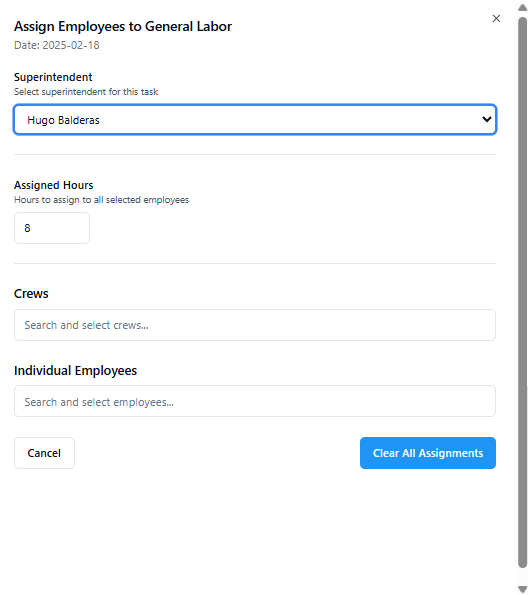 Assign Employees to General Labor
Date: 2025-02-18
Superintendent
Select superintendent for this task
Hugo Balderas
Assigned Hours
Hours to assign to all selected employees
8
Crews
Search and select crews...
Individual Employees
Search and select employees...
Cancel
Clear All Assignments